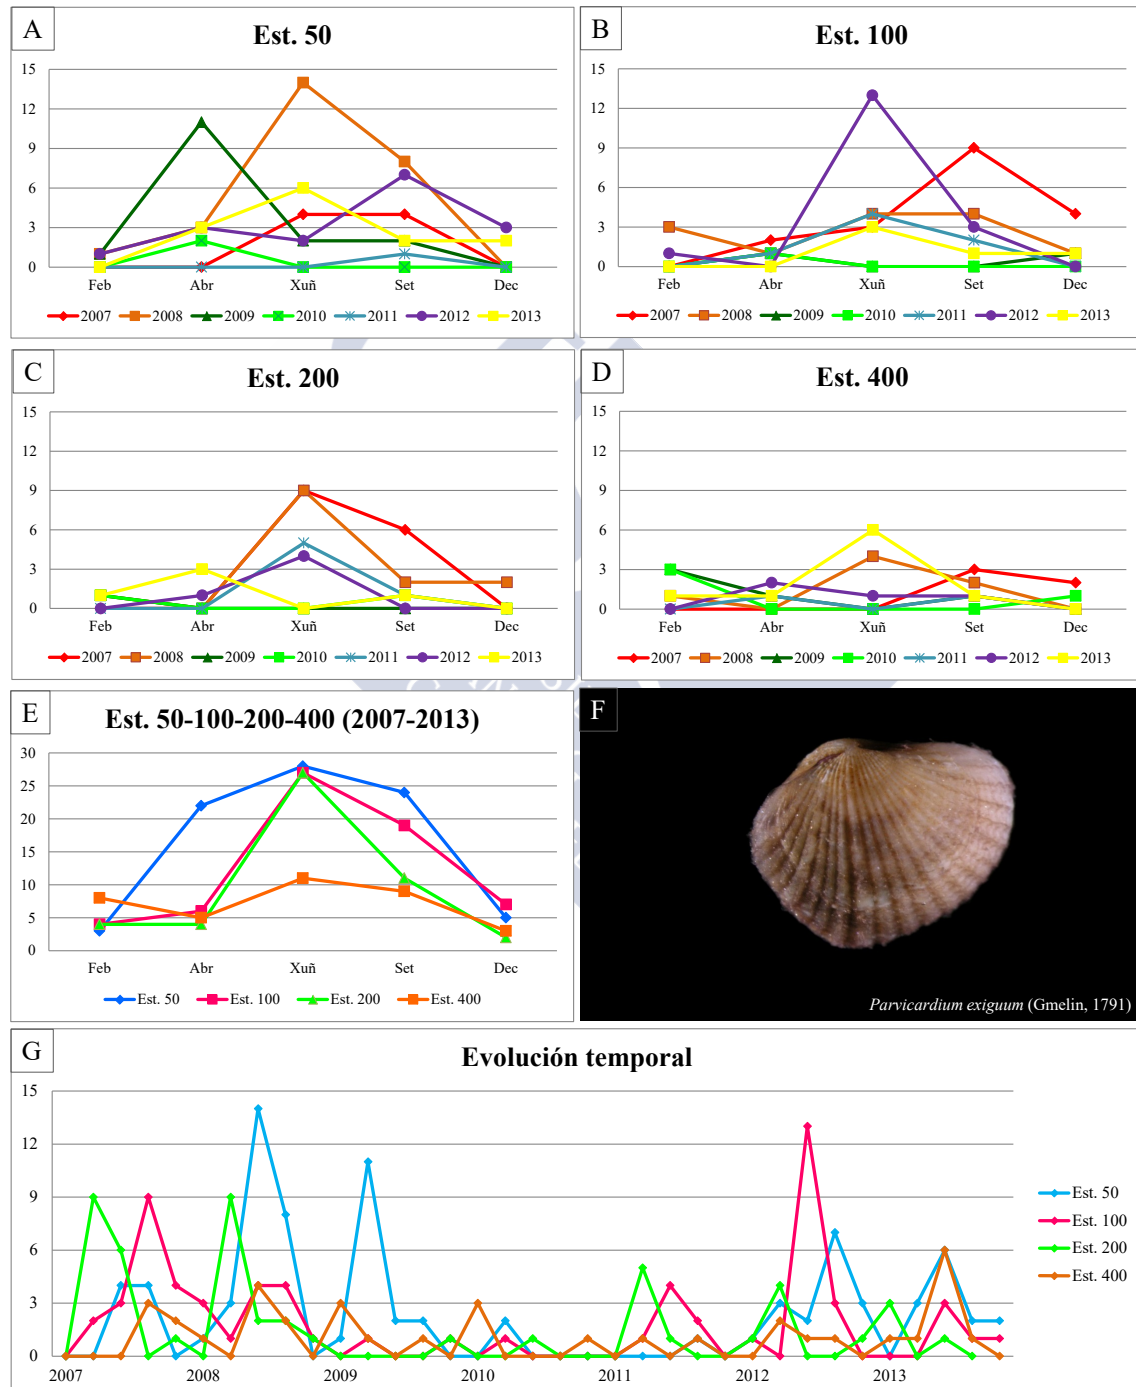 A
Est. 50
15
12
9
6
3
0
Feb Abr Xuñ Set Dec
2007 2008 2009 2010 2011 2012 2013
B
Est. 100
15
12
9
6
3
0
Feb Abr Xuñ Set Dec
2007 2008 2009 2010 2011 2012 2013
C
Est. 200
15
12
9
6
3
0
Feb Abr Xuñ Set Dec
2007 2008 2009 2010 2011 2012 2013
D
Est. 400
15
12
9
6
3
0
Feb Abr Xuñ Set Dec
2007 2008 2009 2010 2011 2012 2013
E
Est. 50-100-200-400 (2007-2013)
30
25
20
15
10
5
0
Feb Abr Xuñ Set Dec
Est. 50 Est. 100 Est. 200 Est. 400
F
Parvicardium exiguum (Gmelin, 1791)
G
Evolución temporal
15
12
9
6
3
0
2007 2008 2009 2010 2011 2012 2013
Est. 50
Est. 100
Est. 200
Est. 400